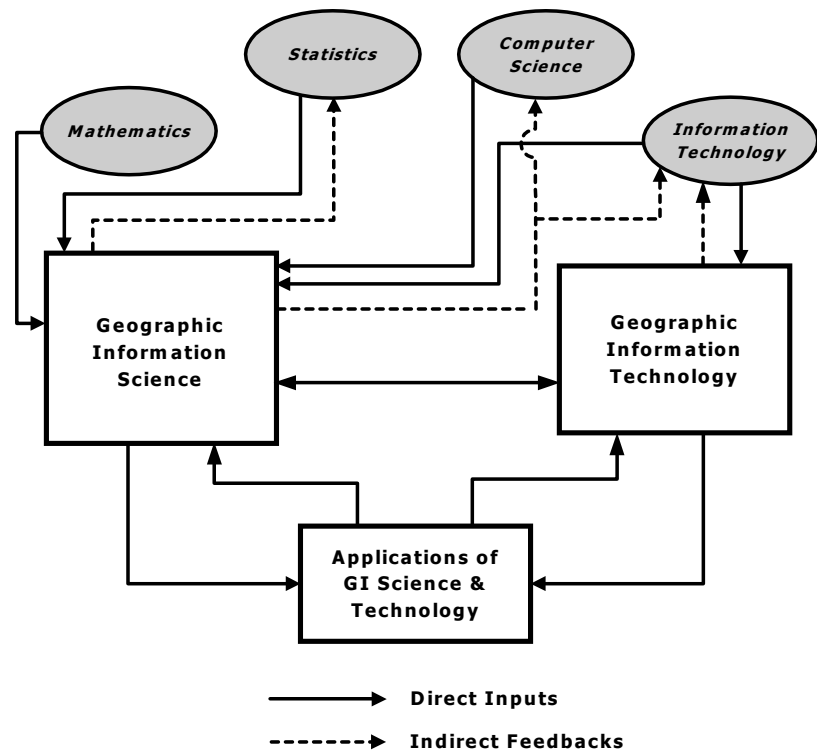 Statistics
Computer
Science
Mathematics
Information
Technology
Geographic
Information
Science
Geographic
Information
Technology
Applications of
GI Science &
Technology
Direct Inputs
Indirect Feedbacks